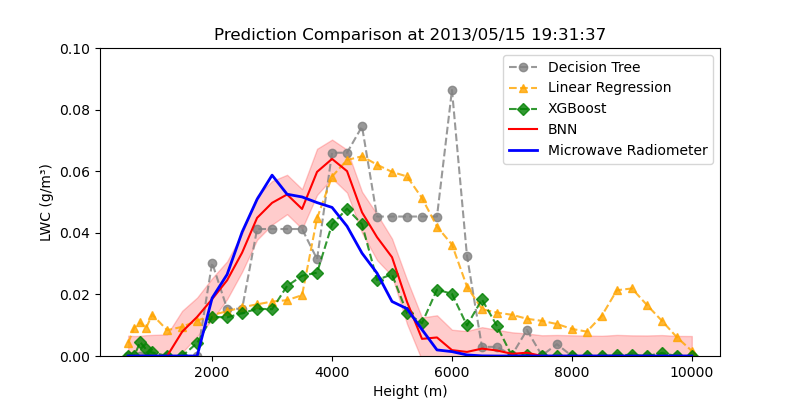 Prediction Comparison at 2013/05/15 19:31:37
0.10
0.08
0.06
0.04
0.02
0.00
LWC (g/m³)
Decision Tree
Linear Regression
XGBoost
BNN
Microwave Radiometer
2000 4000 6000 8000 10000
Height (m)